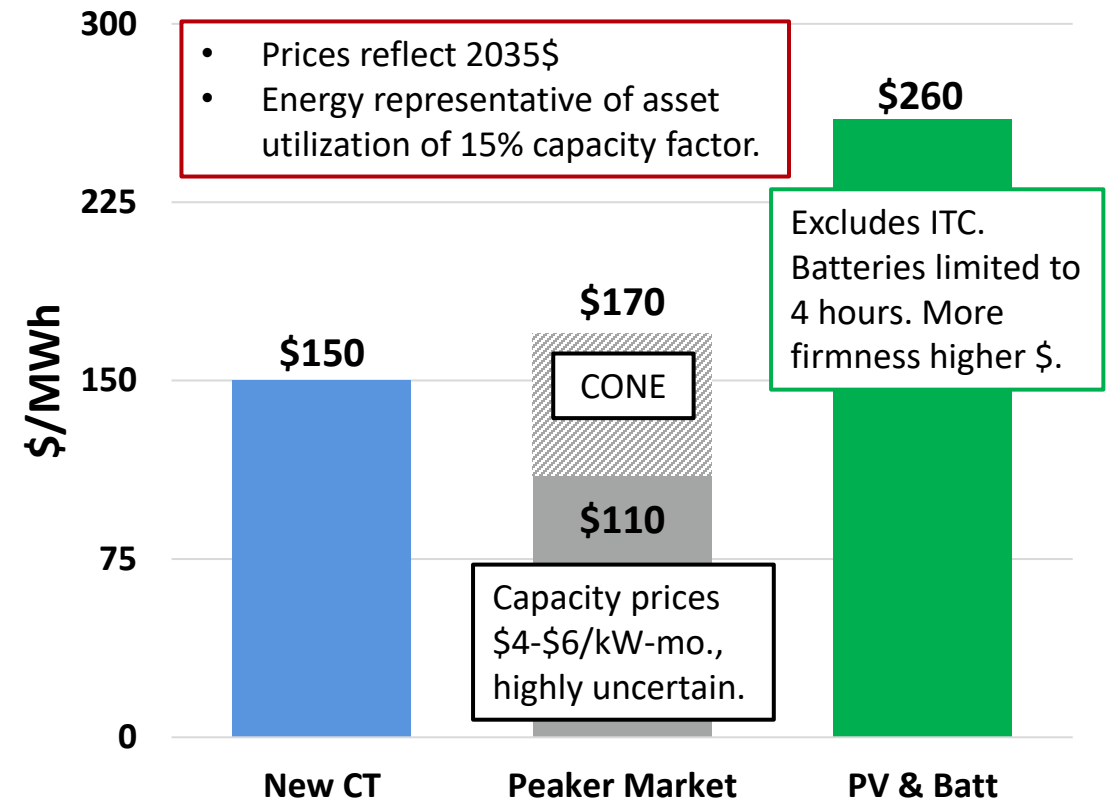 $/MWh
300
225
150
75
0
• Prices reflect 2035$
• Energy representative of asset
utilization of 15% capacity factor.
$150
$170
CONE
$110
Capacity prices
$4-$6/kW-mo.,
highly uncertain.
$260
Excludes ITC.
Batteries limited to
4 hours. More
firmness higher $.
New CT
Peaker Market
PV & Batt